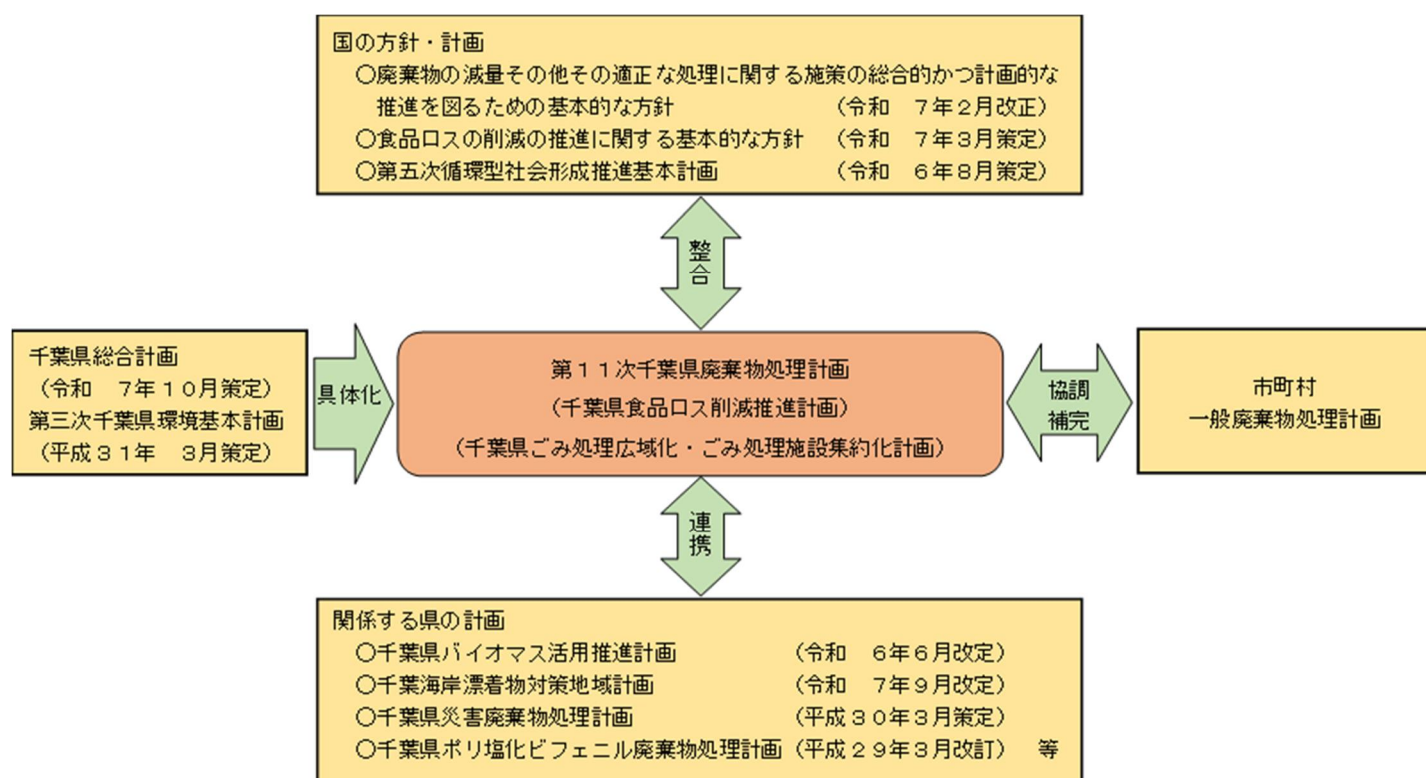 国の方針・計画
〇廃棄物の減量その他その適正な処理に関する施策の総合的かつ計画的な
推進を図るための基本的な方針 (令和 7年2月改正)
〇食品ロスの削減の推進に関する基本的な方針 (令和 7年3月策定)
〇第五次循環型社会形成推進基本計画 (令和 6年8月策定)
整合
千葉県総合計画
(令和 7年10月策定)
第三次千葉県環境基本計画
(平成31年 3月策定)
具体化
第11次千葉県廃棄物処理計画
(千葉県食品ロス削減推進計画)
(千葉県ごみ処理広域化・ごみ処理施設集約化計画)
協調
補完
市町村
一般廃棄物処理計画
連携
関係する県の計画
〇千葉県バイオマス活用推進計画 (令和 6年6月改定)
〇千葉海岸漂着物対策地域計画 (令和 7年9月改定)
〇千葉県災害廃棄物処理計画 (平成30年3月策定)
〇千葉県ポリ塩化ビフェニル廃棄物処理計画 (平成29年3月改訂) 等